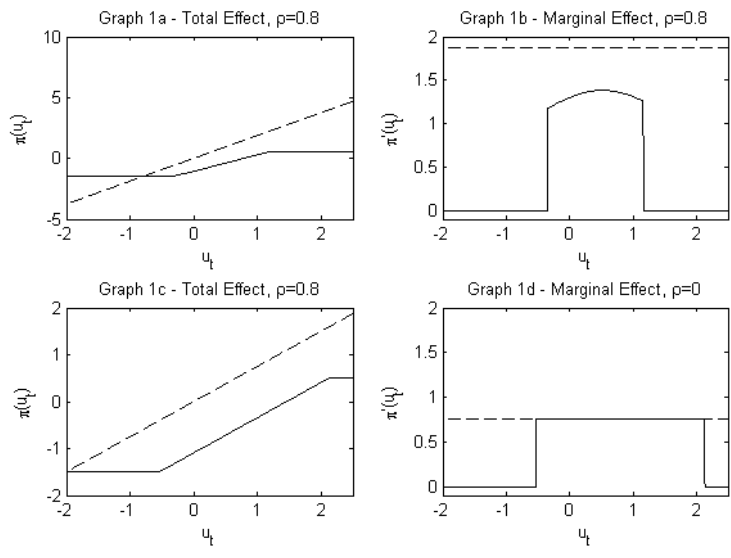 Graph 1a - Total Effect, ρ=0.8
10
5
0
-5
π(u_t)
-2 -1 0 1 2
u_t
Graph 1b - Marginal Effect, ρ=0.8
2
1.5
1
0.5
0
π'(u_t)
-2 -1 0 1 2
u_t
Graph 1c - Total Effect, ρ=0.8
2
1
0
-1
-2
π(u_t)
-2 -1 0 1 2
u_t
Graph 1d - Marginal Effect, ρ=0
2
1.5
1
0.5
0
π'(u_t)
-2 -1 0 1 2
u_t